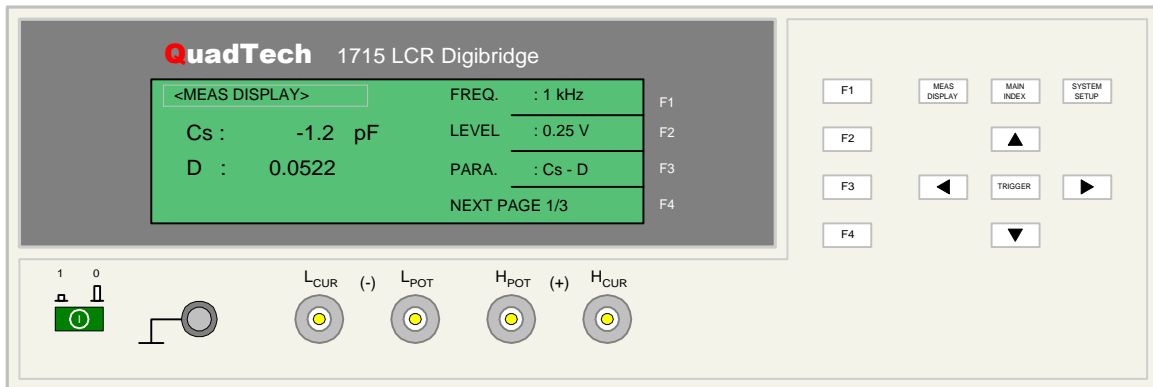 QuadTech 1715 LCR Digibridge
<MEAS DISPLAY> FREQ. : 1 kHz F1
Cs : -1.2 pF LEVEL : 0.25 V F2
D : 0.0522 PARA. : Cs - D F3
NEXT PAGE 1/3 F4
F1 MEAS DISPLAY MAIN INDEX SYSTEM SETUP
F2
F3 TRIGGER
F4
1 0
LCUR (-) LPOT HPOT (+) HCUR